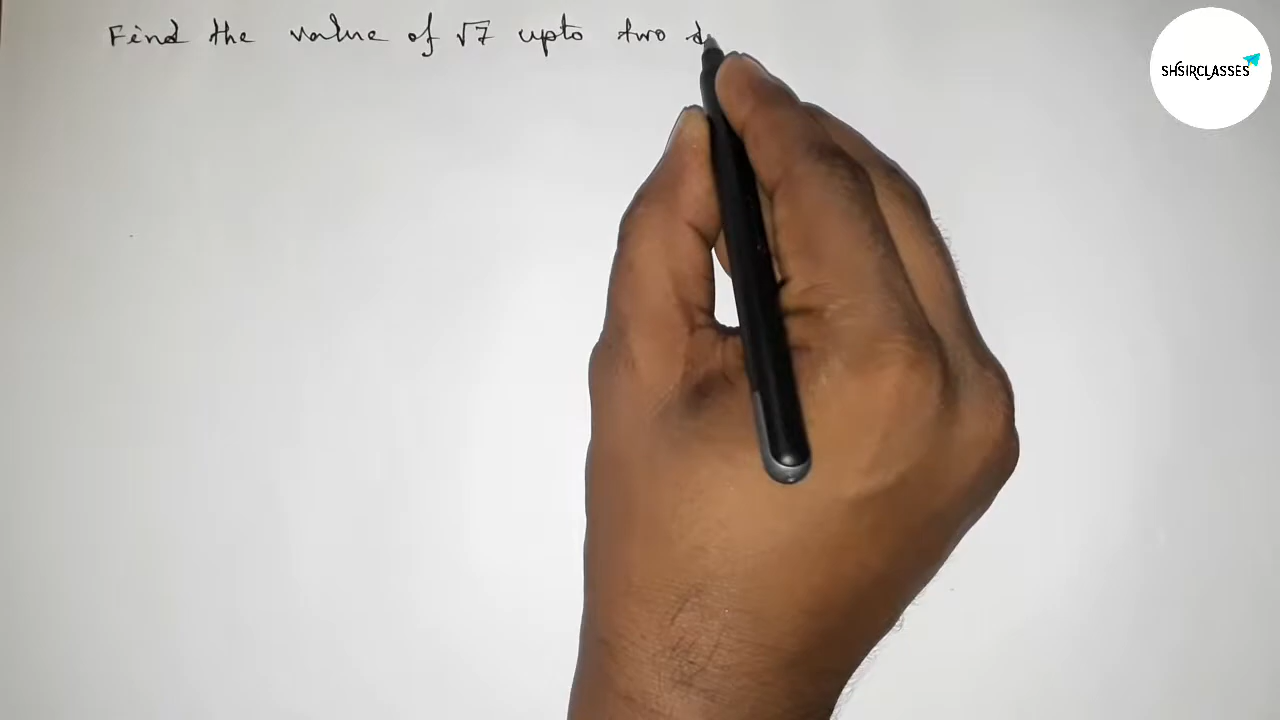 Find the value of √7 upto two d
SHSIRCLASSES